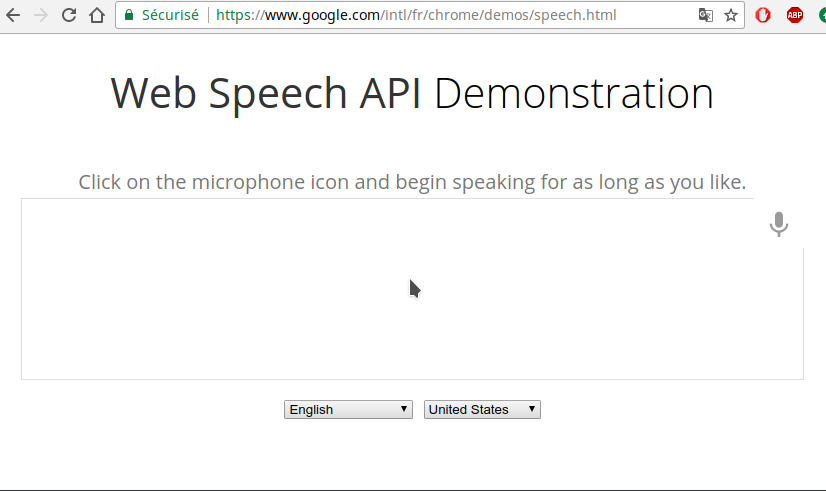 Sécurisé https://www.google.com/intl/fr/chrome/demos/speech.html ABP
Web Speech API Demonstration
Click on the microphone icon and begin speaking for as long as you like.
English United States